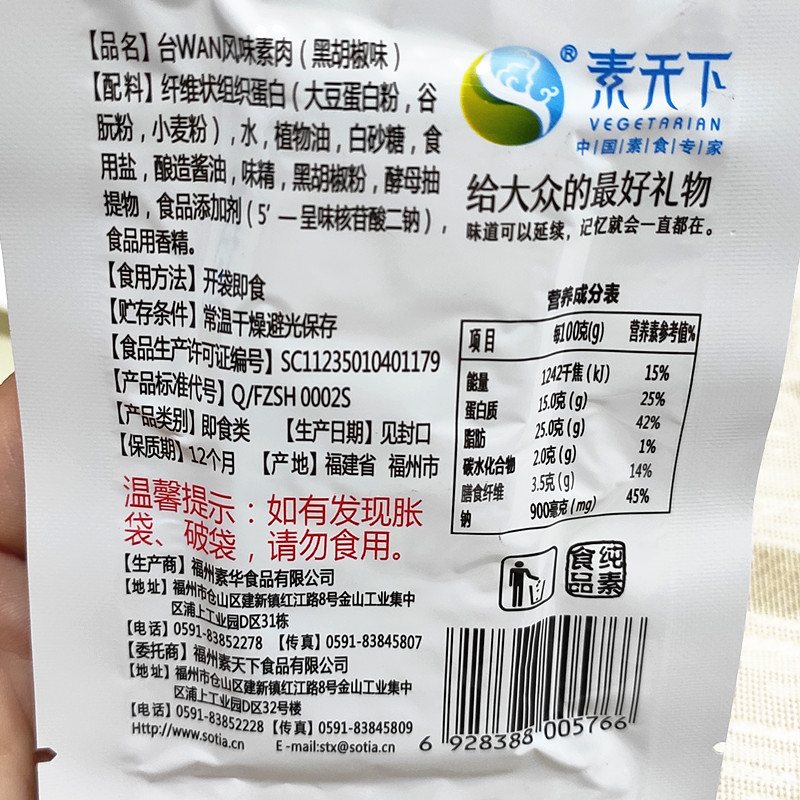 【品名】台WAN风味素肉(黑胡椒味)
【配料】纤维状组织蛋白(大豆蛋白粉,谷
朊粉,小麦粉),水,植物油,白砂糖,食
用盐,酿造酱油,味精,黑胡椒粉,酵母抽
提物,食品添加剂(5'一呈味核苷酸二钠),
食品用香精。
【食用方法】开袋即食
【贮存条件】常温干燥避光保存
【食品生产许可证编号】SC11235010401179
【产品标准代号】Q/FZSH 0002S
【产品类别】即食类 【生产日期】见封口
【保质期】12个月 【产地】福建省 福州市
温馨提示:如有发现胀
袋、破袋,请勿食用。
【生产商】福州素华食品有限公司
【地址】福州市仓山区建新镇红江路8号金山工业集中
区浦上工业园D区31栋
【电话】0591-83852278 【传真】0591-83845807
【委托商】福州素天下食品有限公司
【地址】福州市仓山区建新镇红江路8号金山工业集中
区浦上工业园D区32号楼
【电话】0591-83852228【传真】0591-83845809
Http://www.sotia.cn E-mail:stx@sotia.cn
®
素天下
VEGETARIAN
中|国|素|食|专|家
给大众的最好礼物
味道可以延续,记忆就会一直都在。
营养成分表
项目 每100克(g) 营养素参考值%
能量 1242千焦(kJ) 15%
蛋白质 15.0克(g) 25%
脂肪 25.0克(g) 42%
碳水化合物 2.0克(g) 1%
膳食纤维 3.5克(g) 14%
钠 900毫克(mg) 45%
纯素
食品
6 928388 005766